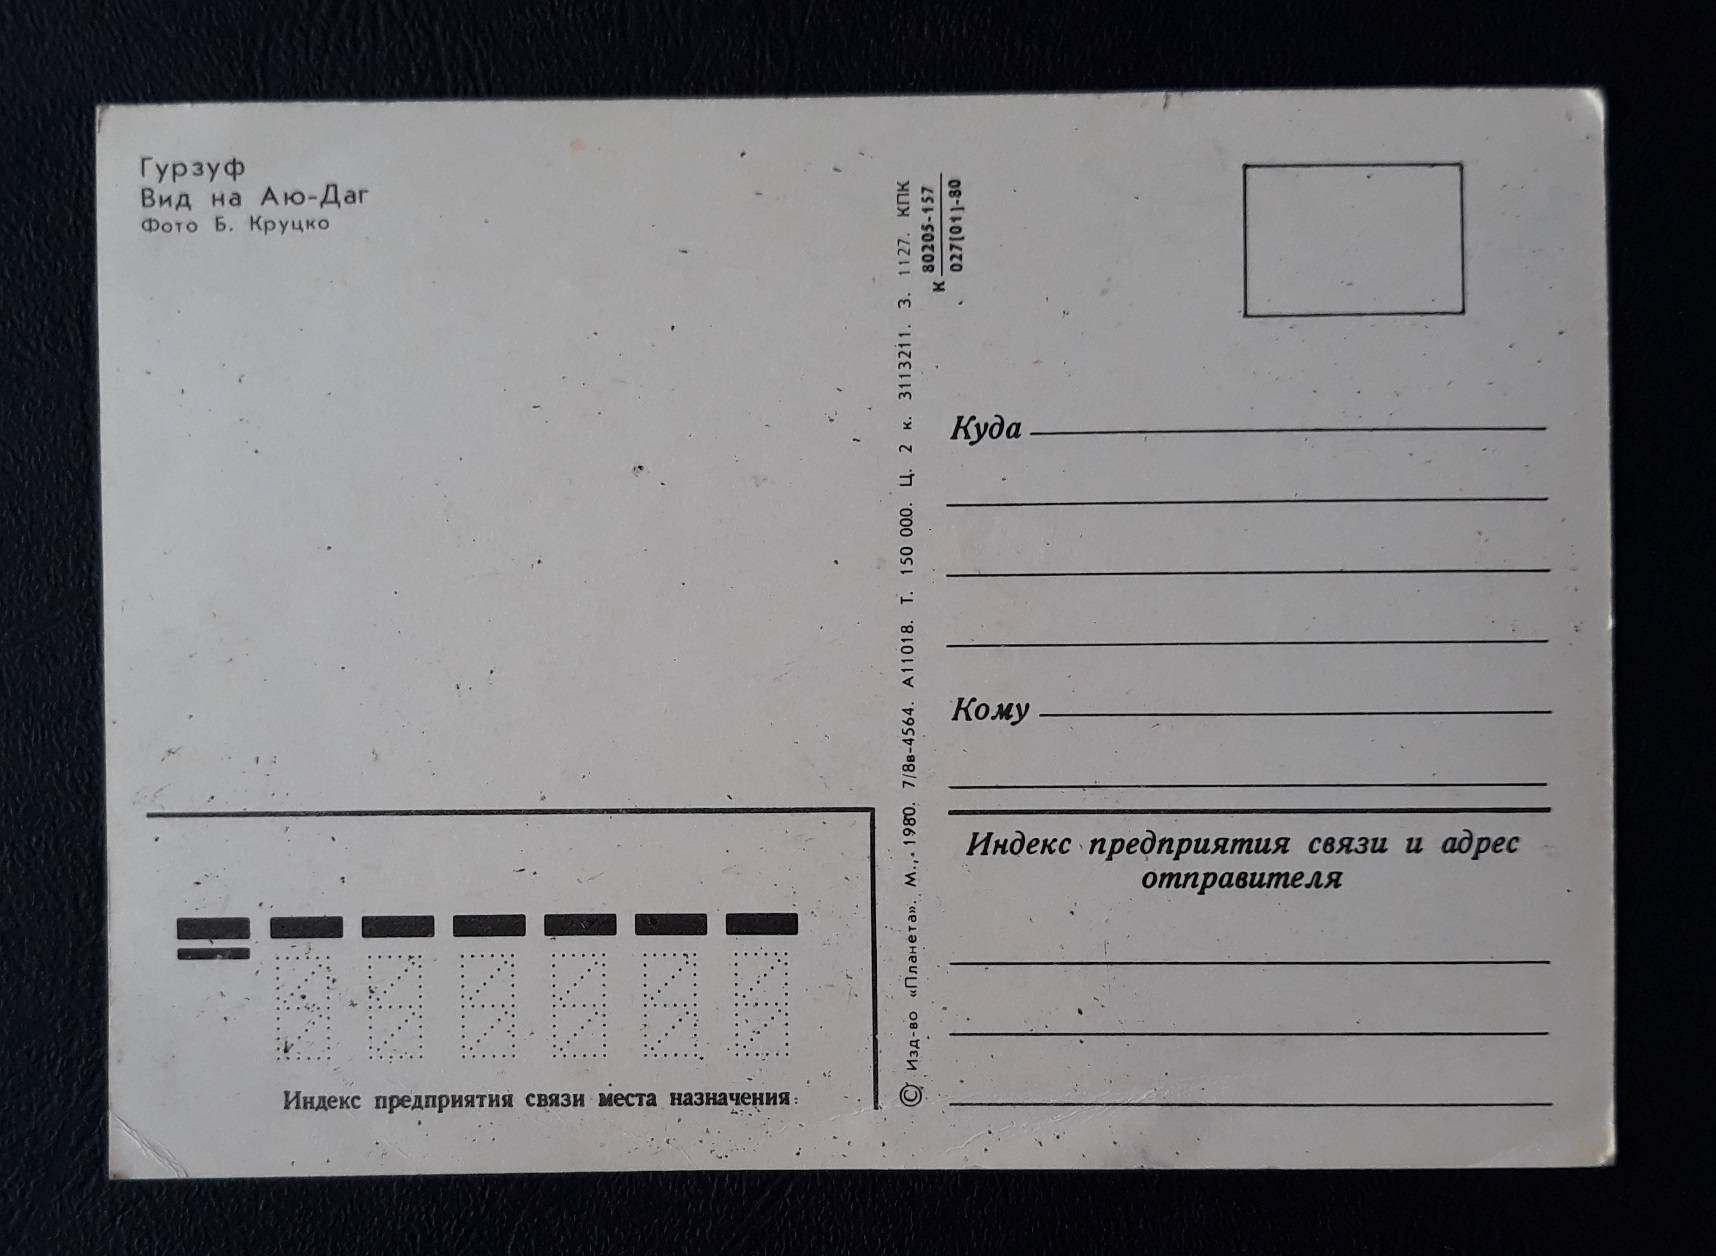 Гурзуф
Вид на Аю-Даг
Фото Б. Круцко
© Изд-во «Планета». М., 1980. 7/8в-4564. А11018. Т. 150 000. Ц. 2 к. 3113211. З. 1127. КПК
К 80205-157
027[01]-80
Куда
Кому
Индекс предприятия связи и адрес
отправителя
Индекс предприятия связи места назначения